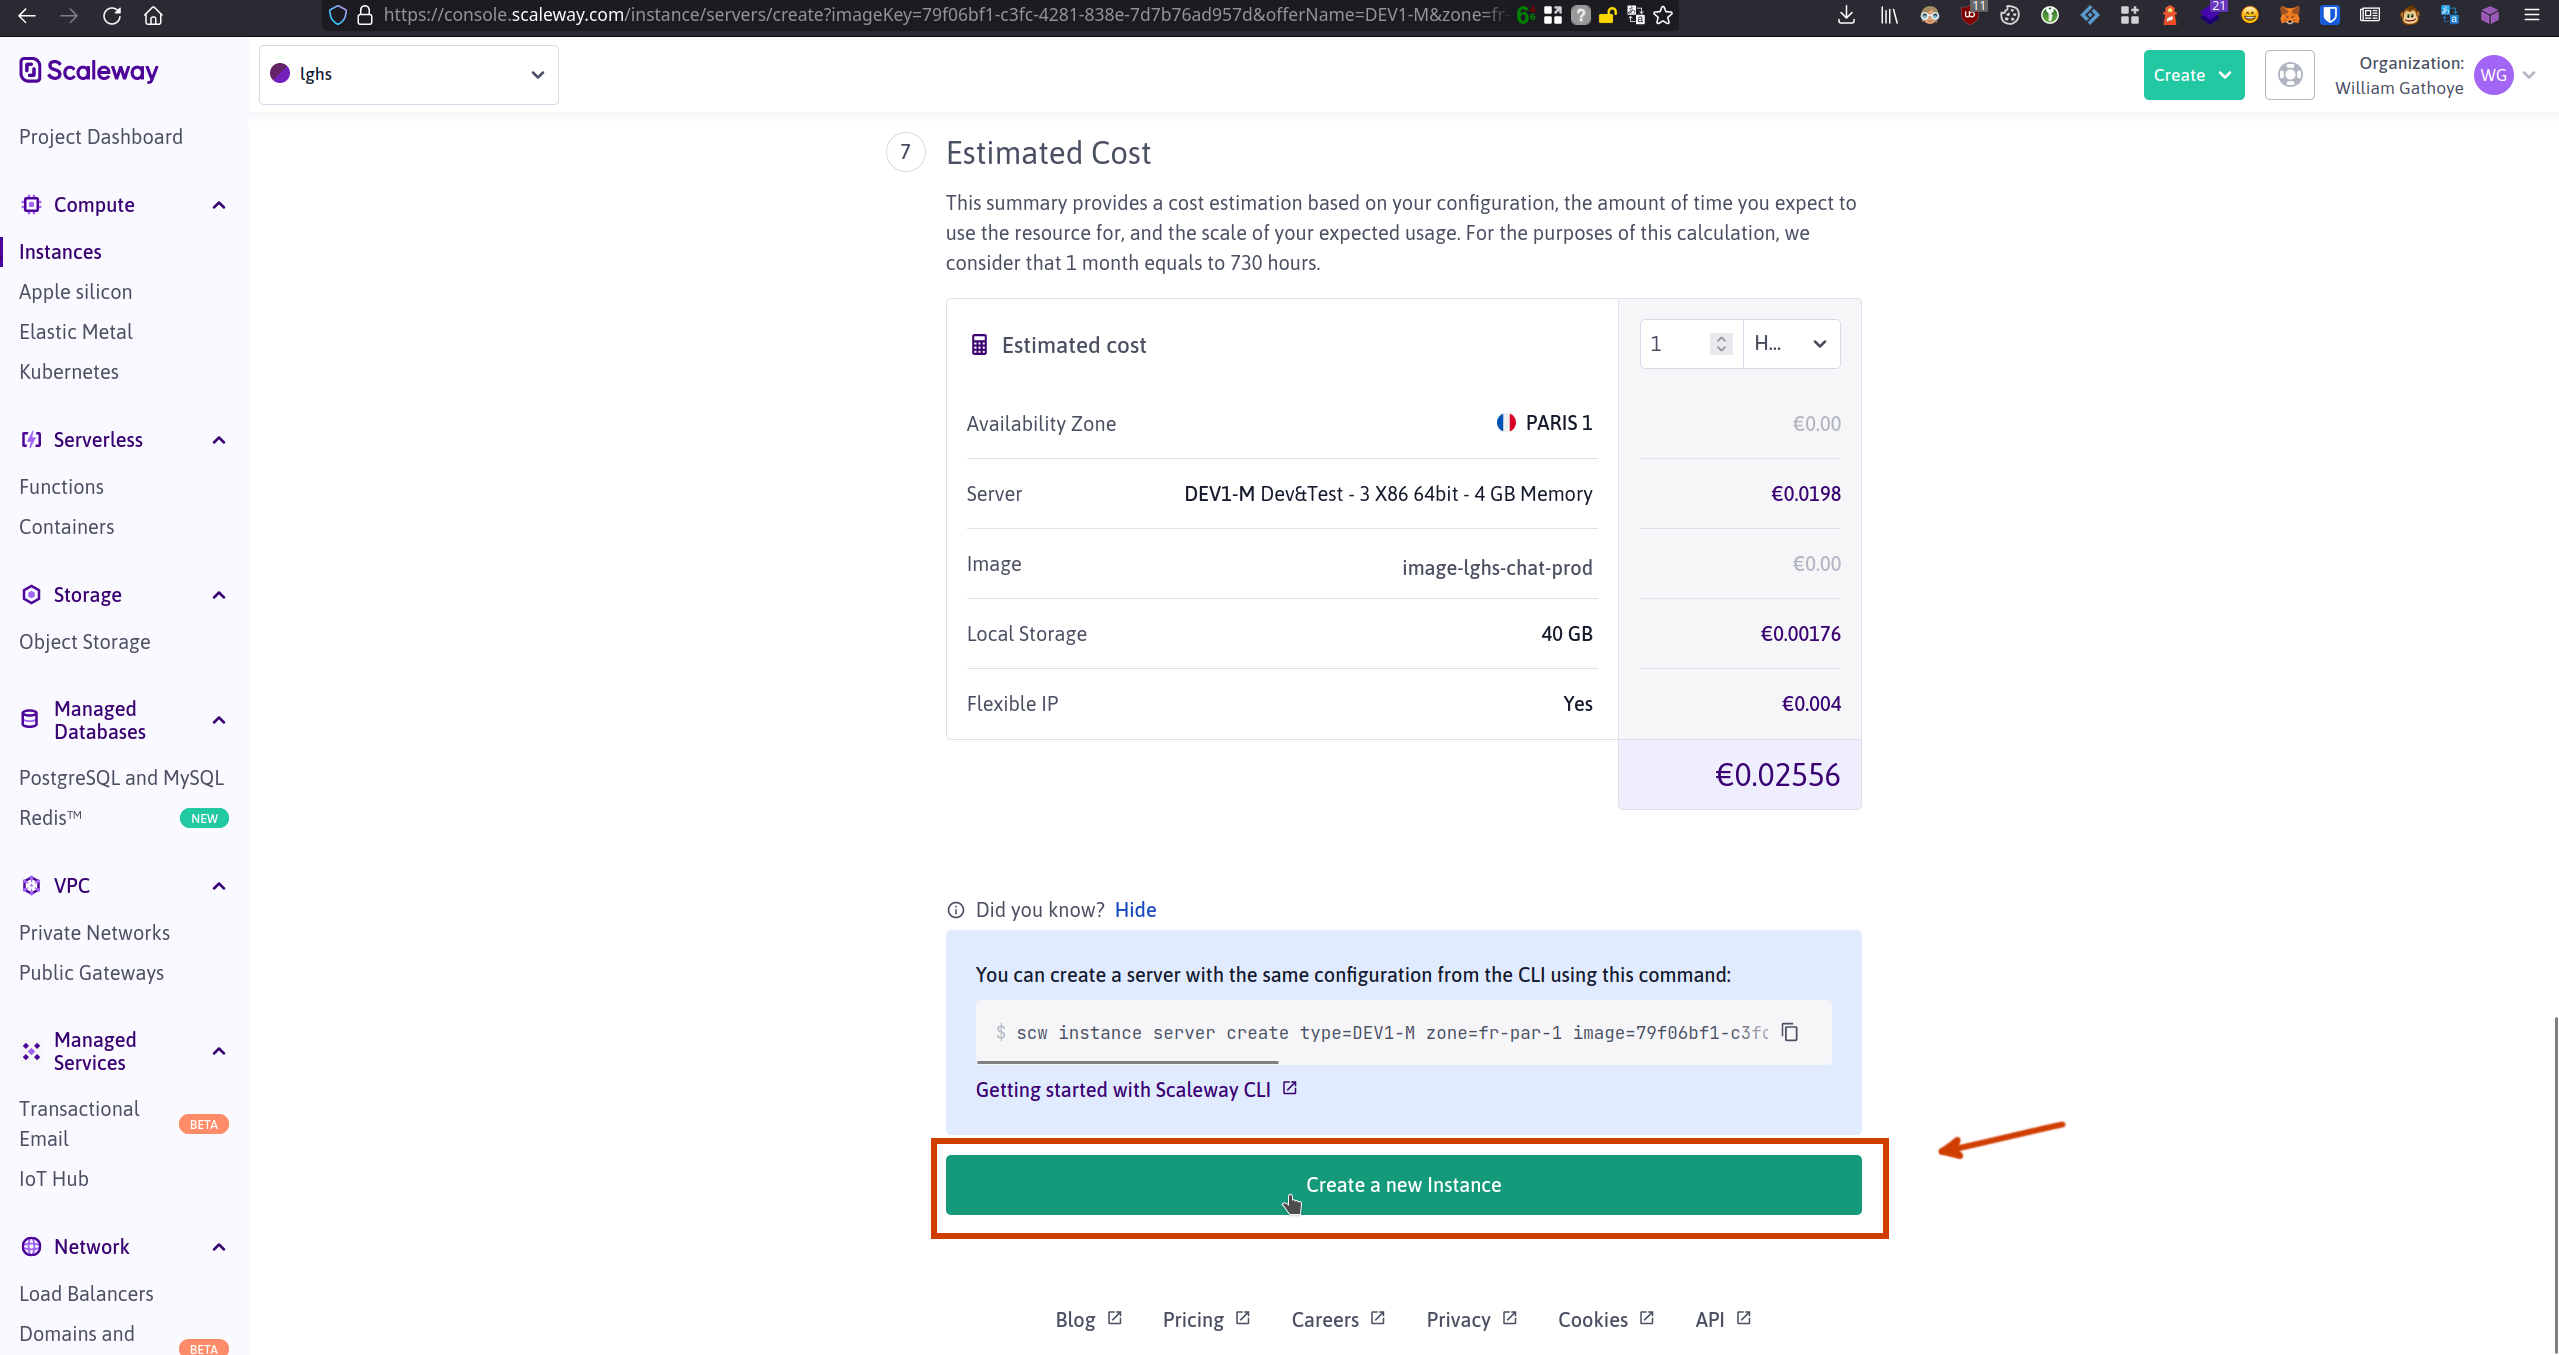 https://console.scaleway.com/instance/servers/create?imageKey=79f06bf1-c3fc-4281-838e-7d7b76ad957d&offerName=DEV1-M&zone=fr-
11
21
Scaleway
lghs
Create
Organization:
William Gathoye
WG
Project Dashboard
Compute
Instances
Apple silicon
Elastic Metal
Kubernetes
Serverless
Functions
Containers
Storage
Object Storage
Managed
Databases
PostgreSQL and MySQL
Redis™ NEW
VPC
Private Networks
Public Gateways
Managed
Services
Transactional
Email
BETA
IoT Hub
Network
Load Balancers
Domains and
BETA
7 Estimated Cost
This summary provides a cost estimation based on your configuration, the amount of time you expect to
use the resource for, and the scale of your expected usage. For the purposes of this calculation, we
consider that 1 month equals to 730 hours.
Estimated cost 1 H...
Availability Zone PARIS 1 €0.00
Server DEV1-M Dev&Test - 3 X86 64bit - 4 GB Memory €0.0198
Image image-lghs-chat-prod €0.00
Local Storage 40 GB €0.00176
Flexible IP Yes €0.004
€0.02556
Did you know? Hide
You can create a server with the same configuration from the CLI using this command:
$ scw instance server create type=DEV1-M zone=fr-par-1 image=79f06bf1-c3fc
Getting started with Scaleway CLI
Create a new Instance
Blog Pricing Careers Privacy Cookies API